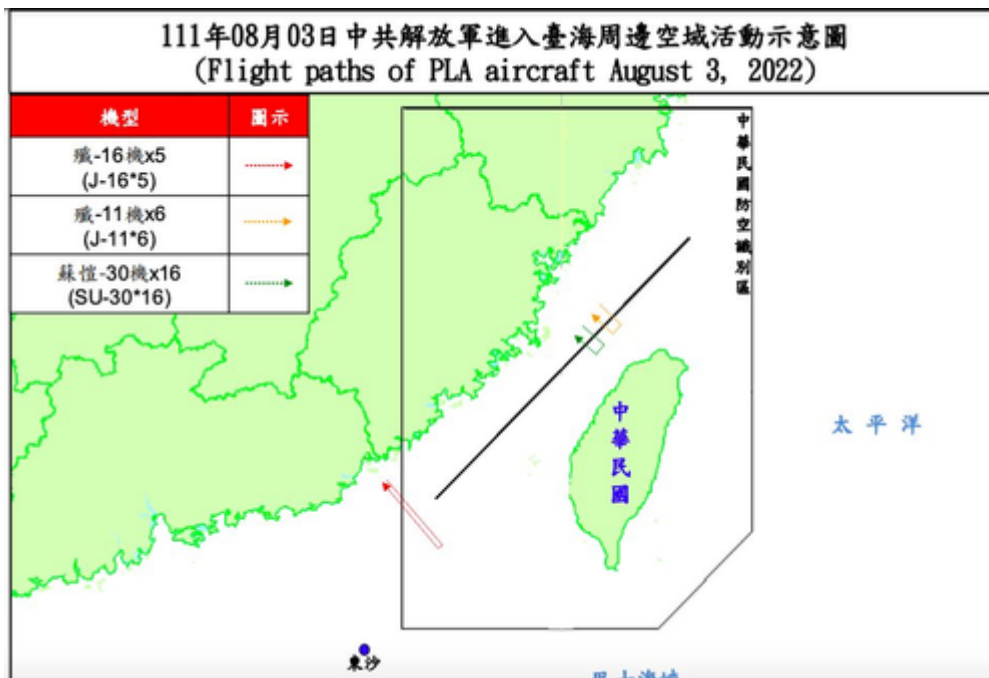 111年08月03日中共解放軍進入臺海周邊空域活動示意圖
(Flight paths of PLA aircraft August 3, 2022)
機型 圖示
殲-16機x5
(J-16*5)
殲-11機x6
(J-11*6)
蘇愷-30機x16
(SU-30*16)
中華民國防空識別區
中華民國
太平洋
東沙